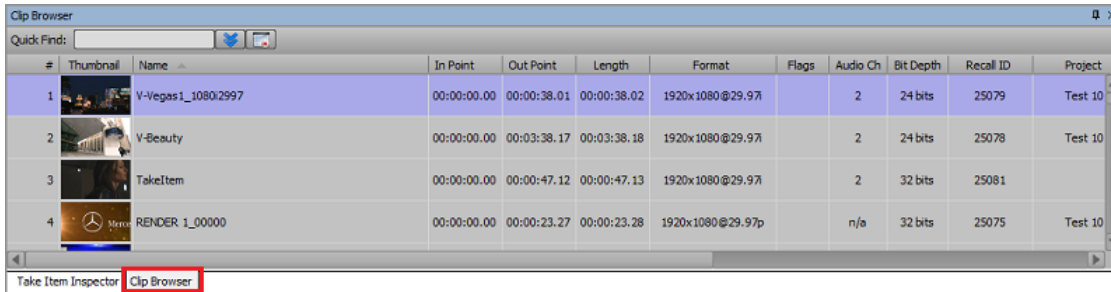 Clip Browser
Quick Find:
# Thumbnail Name In Point Out Point Length Format Flags Audio Ch Bit Depth Recall ID Project
1 V-Vegas1_1080i2997 00:00:00.00 00:00:38.01 00:00:38.02 1920x1080@29.97i 2 24 bits 25079 Test 10
2 V-Beauty 00:00:00.00 00:03:38.17 00:03:38.18 1920x1080@29.97i 2 24 bits 25078 Test 10
3 TakeItem 00:00:00.00 00:00:47.12 00:00:47.13 1920x1080@29.97i 2 32 bits 25081
4 Merce RENDER 1_00000 00:00:00.00 00:00:23.27 00:00:23.28 1920x1080@29.97p n/a 32 bits 25075 Test 10
Take Item Inspector Clip Browser